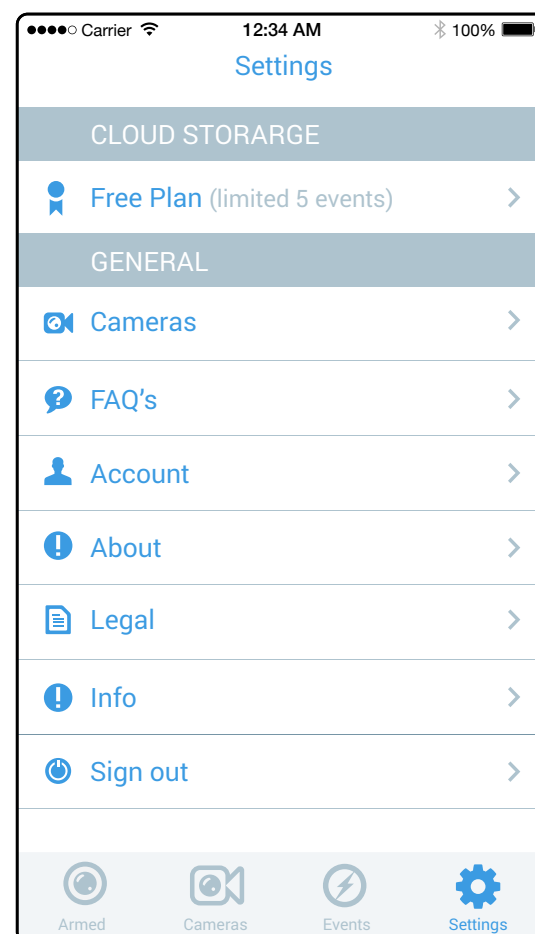 Carrier 12:34 AM 100%
Settings
CLOUD STORARGE
Free Plan (limited 5 events)
GENERAL
Cameras
FAQ’s
Account
About
Legal
Info
Sign out
Armed Cameras Events Settings